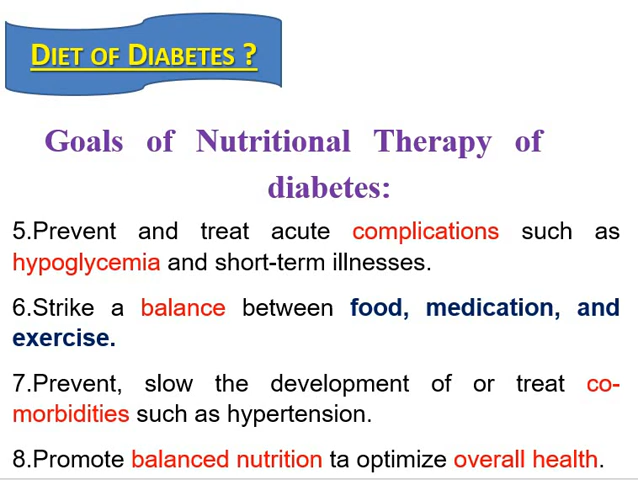 DIET OF DIABETES ?
Goals of Nutritional Therapy of
diabetes:
5.Prevent and treat acute complications such as
hypoglycemia and short-term illnesses.
6.Strike a balance between food, medication, and
exercise.
7.Prevent, slow the development of or treat co-
morbidities such as hypertension.
8.Promote balanced nutrition ta optimize overall health.